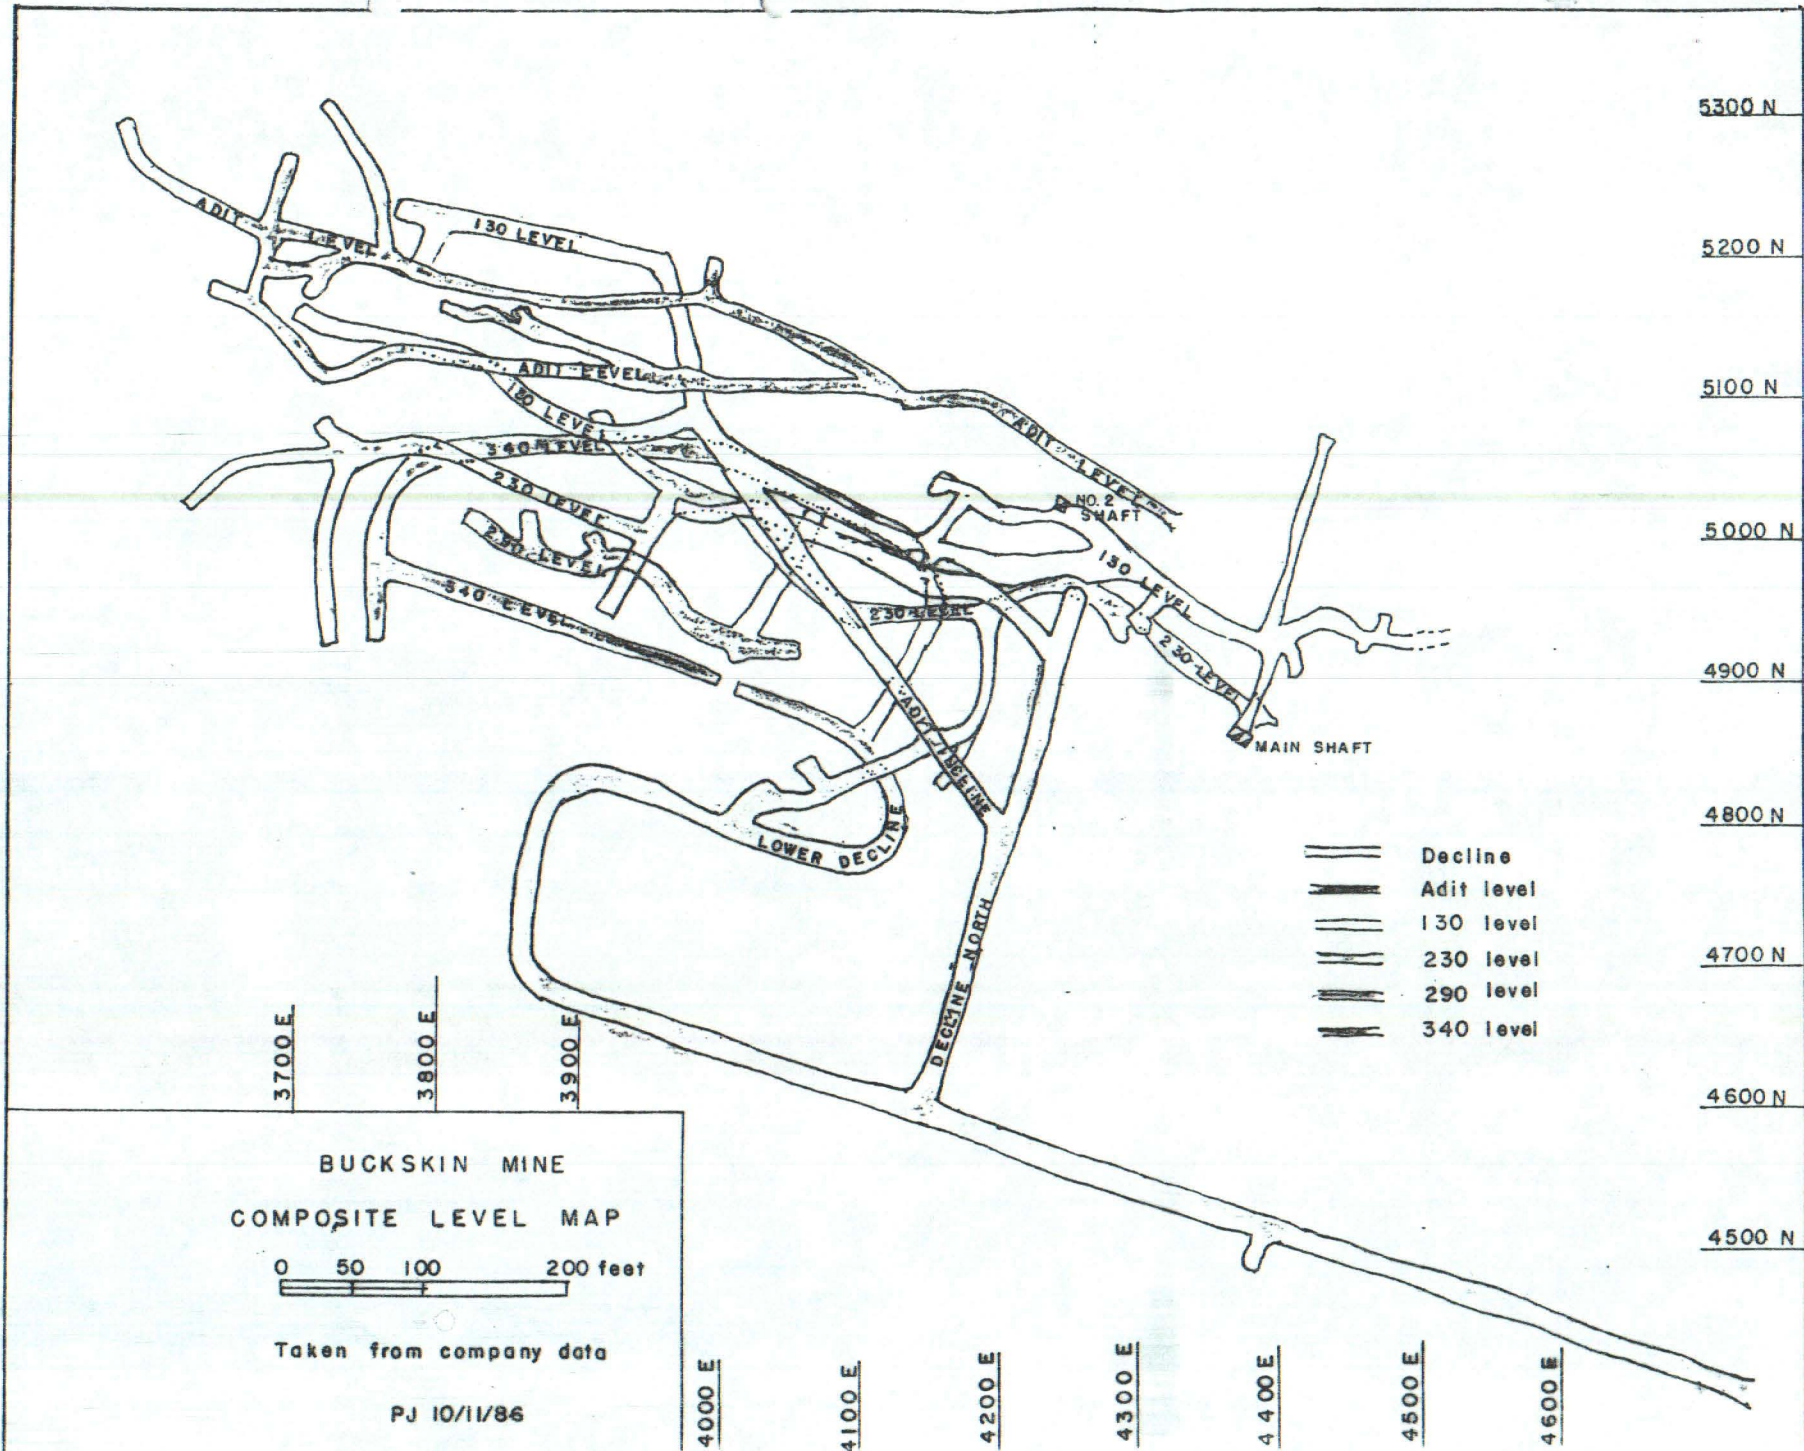 5300 N
5200 N
5100 N
5000 N
4900 N
4800 N
4700 N
4600 N
4500 N
ADIT LEVEL
130 LEVEL
ADIT LEVEL
130 LEVEL
340 LEVEL
230 LEVEL
290 LEVEL
340 LEVEL
ADIT LEVEL
NO. 2
SHAFT
130 LEVEL
230 LEVEL
230 LEVEL
MAIN SHAFT
ADIT DECLINE
LOWER DECLINE
DECLINE NORTH
Decline
Adit level
130 level
230 level
290 level
340 level
3700 E
3800 E
3900 E
4000 E
4100 E
4200 E
4300 E
4400 E
4500 E
4600 E
BUCKSKIN MINE
COMPOSITE LEVEL MAP
0 50 100 200 feet
Taken from company data
PJ 10/11/86